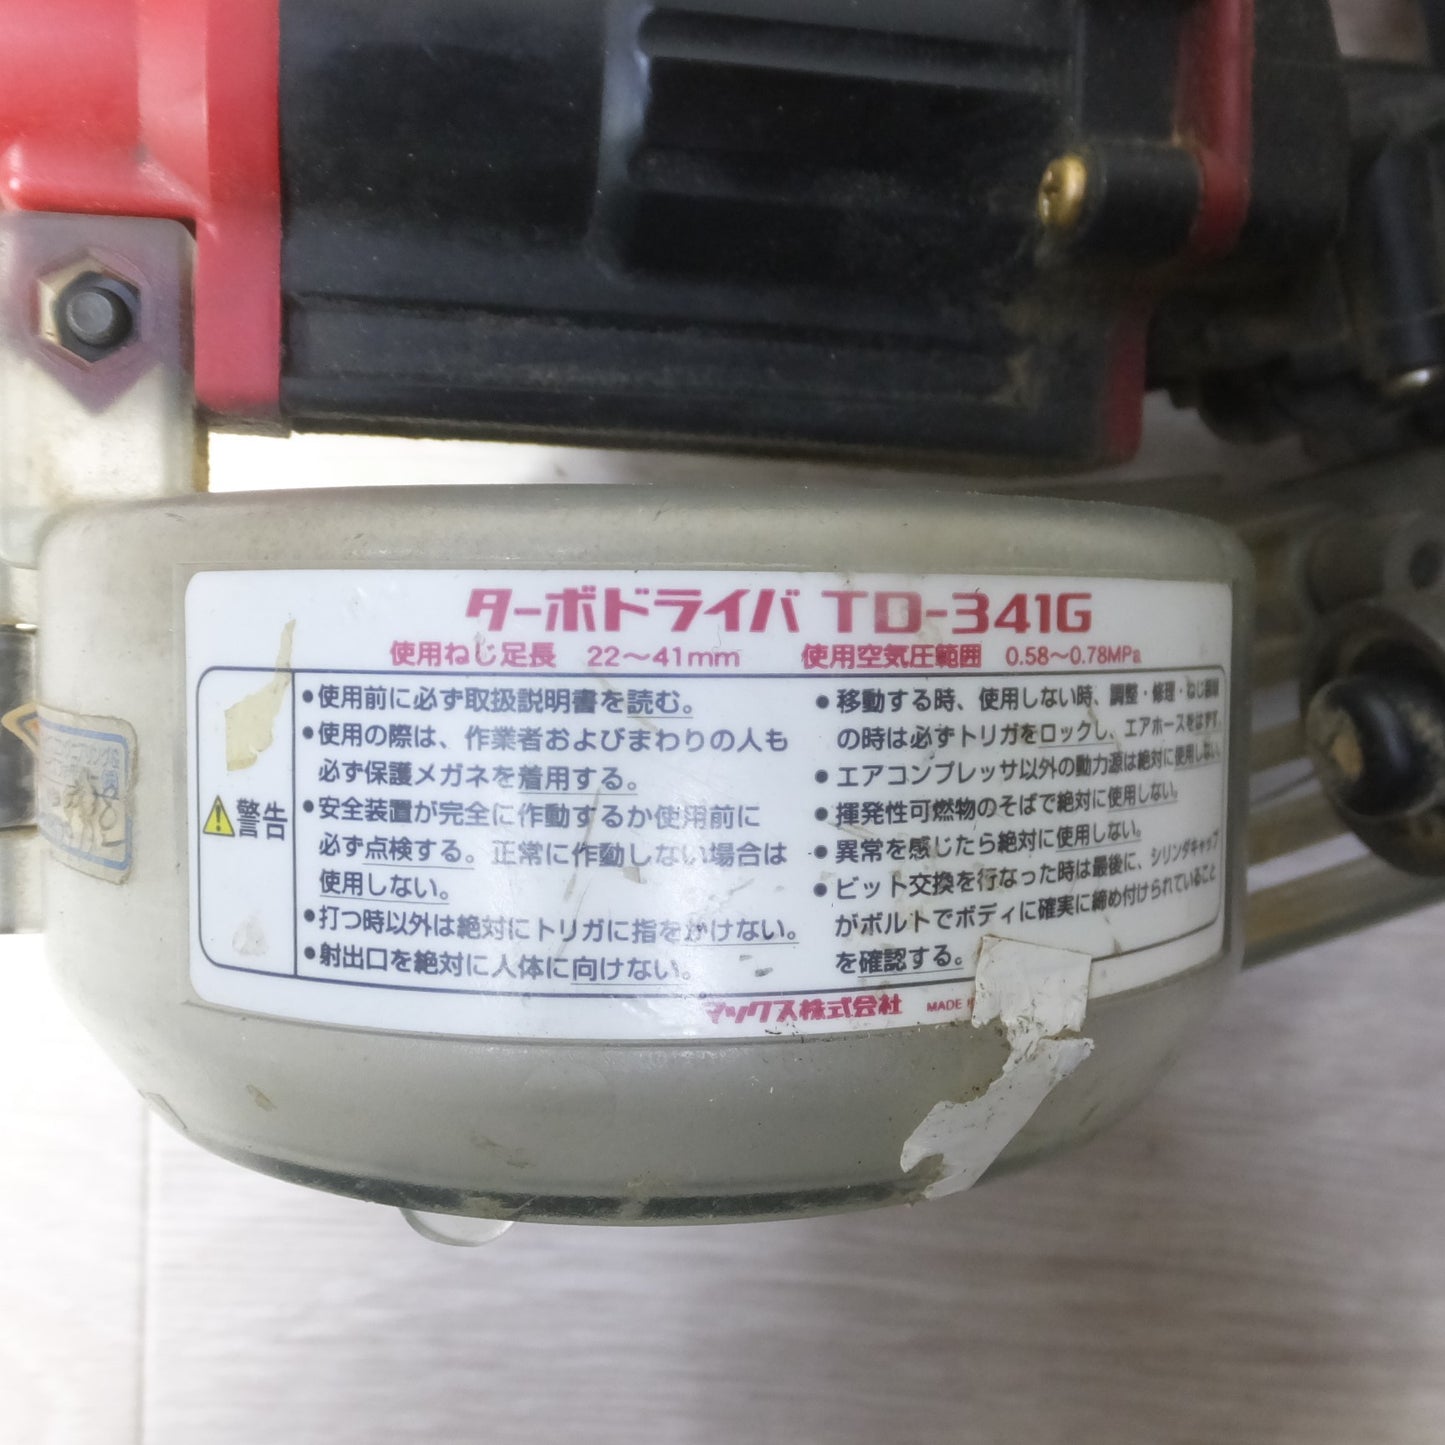 ターボドライバ TD-341G
使用ねじ足長 22〜41mm 使用空気圧範囲 0.58〜0.78MPa
警告
●使用前に必ず取扱説明書を読む。
●使用の際は、作業者およびまわりの人も
必ず保護メガネを着用する。
●安全装置が完全に作動するか使用前に
必ず点検する。正常に作動しない場合は
使用しない。
●打つ時以外は絶対にトリガに指をかけない。
●射出口を絶対に人体に向けない。
●移動する時、使用しない時、調整・修理・ねじ
の時は必ずトリガをロックし、エアホースをはずす。
●エアコンプレッサ以外の動力源は絶対に使用しない。
●揮発性可燃物のそばで絶対に使用しない。
●異常を感じたら絶対に使用しない。
●ビット交換を行なった時は最後に、シリンダキャップ
がボルトでボディに確実に締め付けられていること
を確認する。
マックス株式会社 MADE